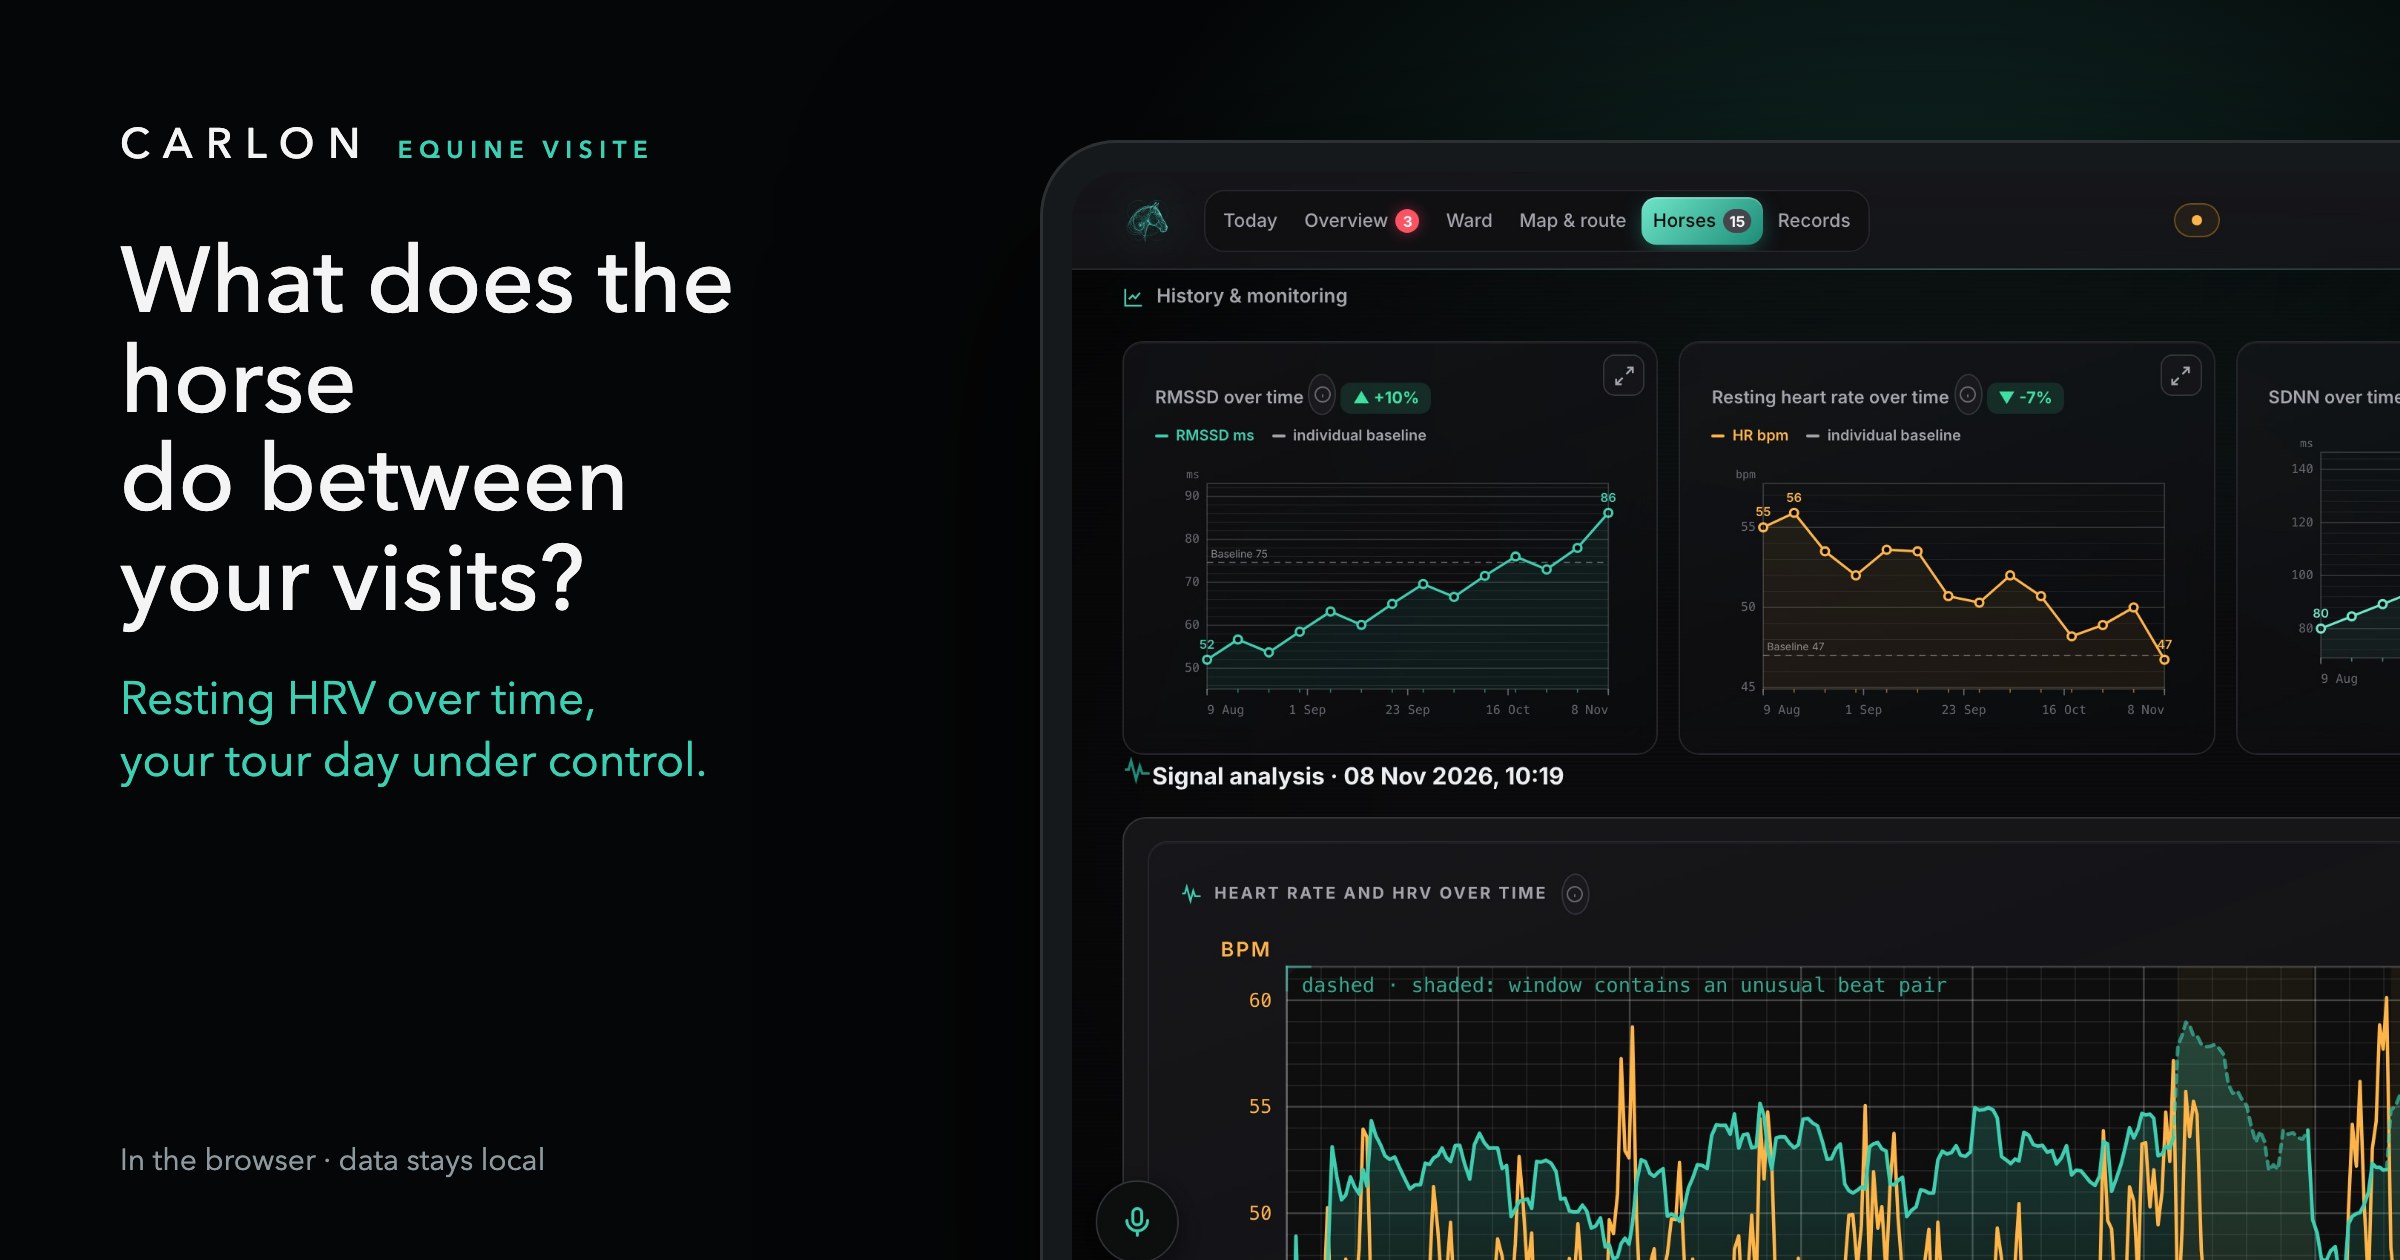 CARLON EQUINE VISITE
What does the
horse
do between
your visits?
Resting HRV over time,
your tour day under control.
In the browser · data stays local
Today Overview 3 Ward Map & route Horses 15 Records
History & monitoring
RMSSD over time ▲ +10%
RMSSD ms individual baseline
ms
90
80
70
60
50
Baseline 75
52
86
9 Aug 1 Sep 23 Sep 16 Oct 8 Nov
Resting heart rate over time ▼ -7%
HR bpm individual baseline
bpm
55
50
45
55
56
Baseline 47
47
9 Aug 1 Sep 23 Sep 16 Oct 8 Nov
SDNN over time
ms
140
120
100
80
80
9 Aug
Signal analysis · 08 Nov 2026, 10:19
HEART RATE AND HRV OVER TIME
BPM
dashed · shaded: window contains an unusual beat pair
60
55
50